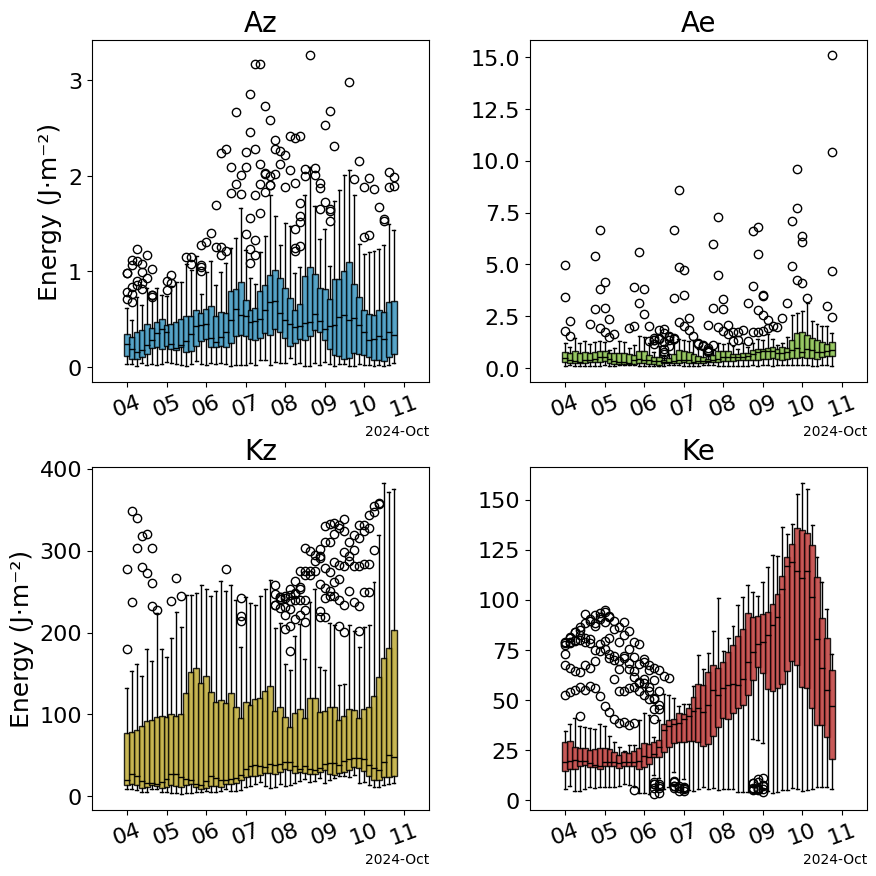 Az
Ae
Energy (J·m⁻²)
3
2
1
0
15.0
12.5
10.0
7.5
5.0
2.5
0.0
04 05 06 07 08 09 10 11
2024-Oct
04 05 06 07 08 09 10 11
2024-Oct
Kz
Ke
Energy (J·m⁻²)
400
300
200
100
0
150
125
100
75
50
25
0
04 05 06 07 08 09 10 11
2024-Oct
04 05 06 07 08 09 10 11
2024-Oct